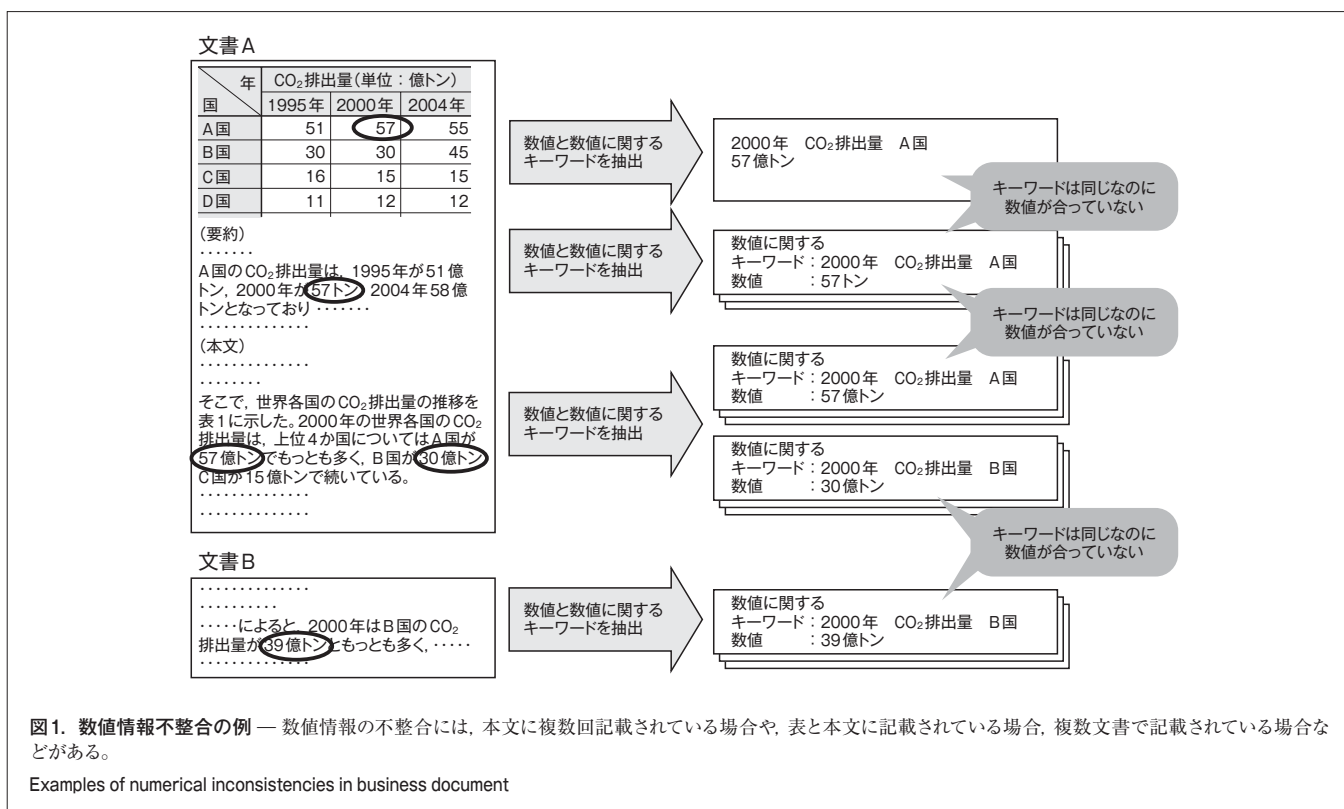 文書A
年 CO₂排出量(単位:億トン)
国 1995年 2000年 2004年
A国 51 57 55
B国 30 30 45
C国 16 15 15
D国 11 12 12
(要約)
・・・・・・・
A国のCO₂排出量は，1995年が51億
トン，2000年が57トン 2004年58億
トンとなっており・・・・・・・
・・・・・・・・・・・・・・
(本文)
・・・・・・・・・・・・・・
・・・・・・・・
そこで，世界各国のCO₂排出量の推移を
表1に示した。2000年の世界各国のCO₂
排出量は，上位4か国についてはA国が
57億トンでもっとも多く，B国が30億トン
C国が15億トンで続いている。
・・・・・・・・・・・・・・
・・・・・・・・・・・・・・
数値と数値に関する
キーワードを抽出
2000年 CO₂排出量 A国
57億トン
キーワードは同じなのに
数値が合っていない
数値と数値に関する
キーワードを抽出
数値に関する
キーワード：2000年 CO₂排出量 A国
数値 ：57トン
キーワードは同じなのに
数値が合っていない
数値と数値に関する
キーワードを抽出
数値に関する
キーワード：2000年 CO₂排出量 A国
数値 ：57億トン
数値に関する
キーワード：2000年 CO₂排出量 B国
数値 ：30億トン
キーワードは同じなのに
数値が合っていない
文書B
・・・・・・・・・・・・・・
・・・・・・・・・・
・・・・・によると，2000年はB国のCO₂
排出量が39億トンともっとも多く，・・・・・
・・・・・・・・・・・・・・
数値と数値に関する
キーワードを抽出
数値に関する
キーワード：2000年 CO₂排出量 B国
数値 ：39億トン
図1．数値情報不整合の例 — 数値情報の不整合には，本文に複数回記載されている場合や，表と本文に記載されている場合，複数文書で記載されている場合な
どがある。
Examples of numerical inconsistencies in business document